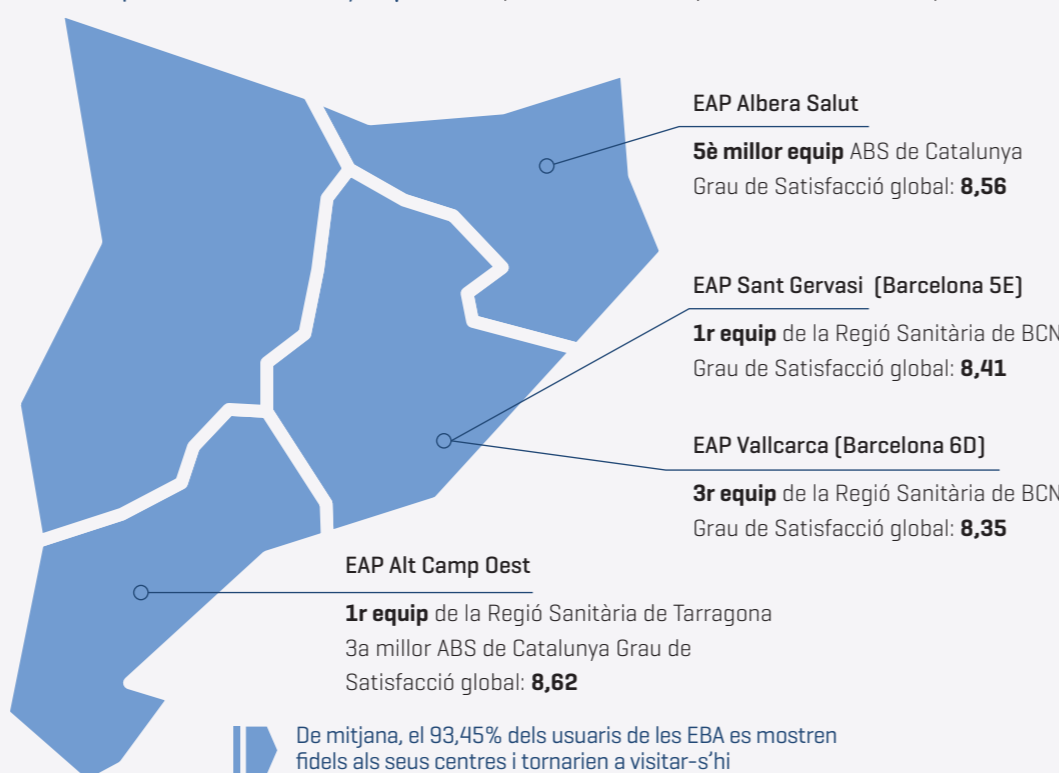 EAP Albera Salut
5è millor equip ABS de Catalunya
Grau de Satisfacció global: 8,56
EAP Sant Gervasi (Barcelona 5E)
1r equip de la Regió Sanitària de BCN
Grau de Satisfacció global: 8,41
EAP Vallcarca (Barcelona 6D)
3r equip de la Regió Sanitària de BCN
Grau de Satisfacció global: 8,35
EAP Alt Camp Oest
1r equip de la Regió Sanitària de Tarragona
3a millor ABS de Catalunya Grau de
Satisfacció global: 8,62
De mitjana, el 93,45% dels usuaris de les EBA es mostren
fidels als seus centres i tornarien a visitar-s'hi